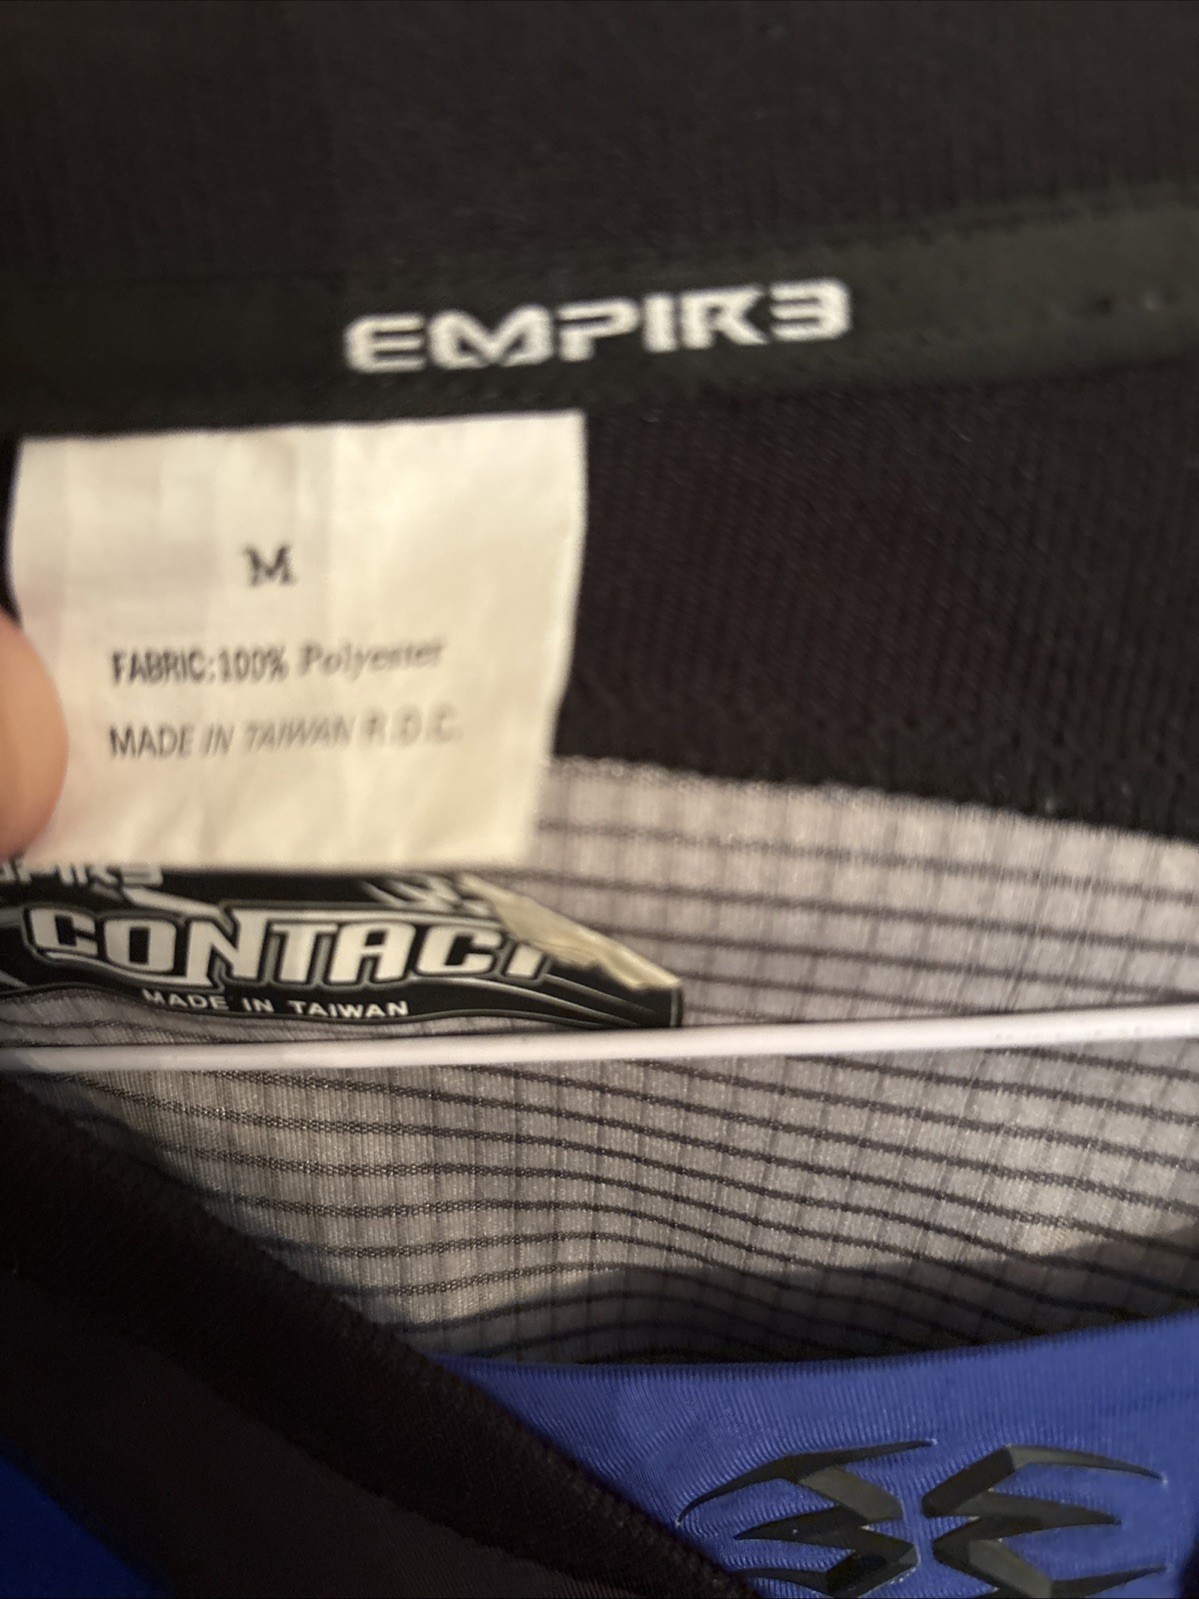 EMPIRE
M
FABRIC:100% Polyester
MADE IN TAIWAN R.O.C.
CONTACT
MADE IN TAIWAN